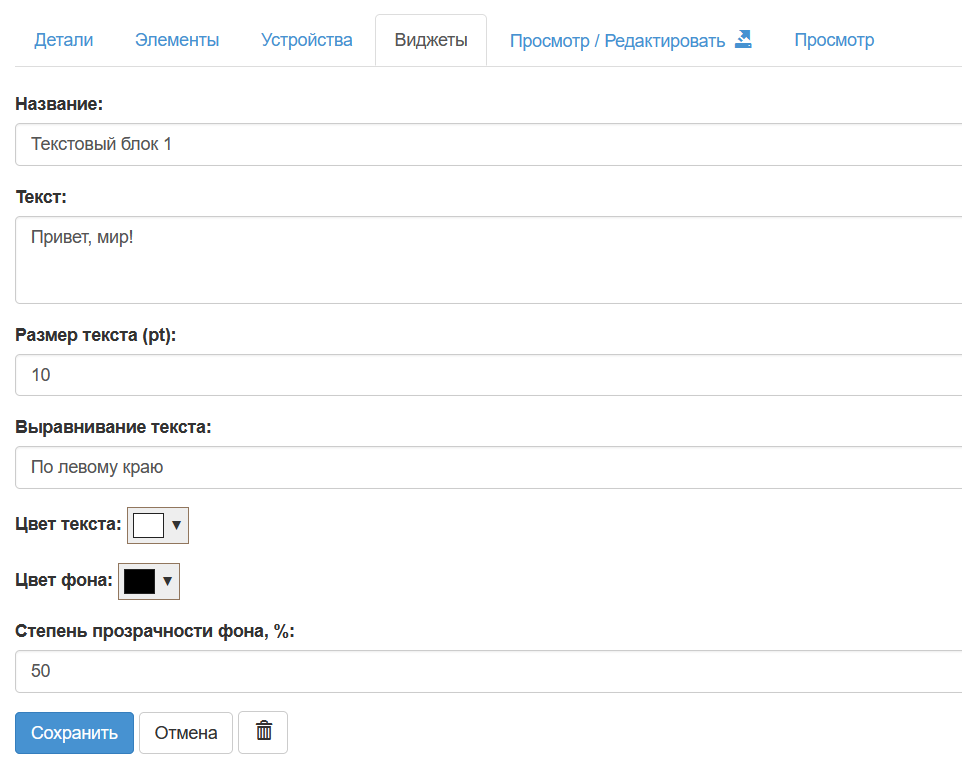 Детали Элементы Устройства Виджеты Просмотр / Редактировать Просмотр
Название:
Текстовый блок 1
Текст:
Привет, мир!
Размер текста (pt):
10
Выравнивание текста:
По левому краю
Цвет текста:
Цвет фона:
Степень прозрачности фона, %:
50
Сохранить Отмена